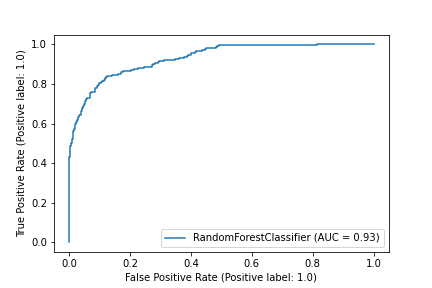 1.0
0.8
0.6
0.4
0.2
0.0
True Positive Rate (Positive label: 1.0)
RandomForestClassifier (AUC = 0.93)
0.0 0.2 0.4 0.6 0.8 1.0
False Positive Rate (Positive label: 1.0)